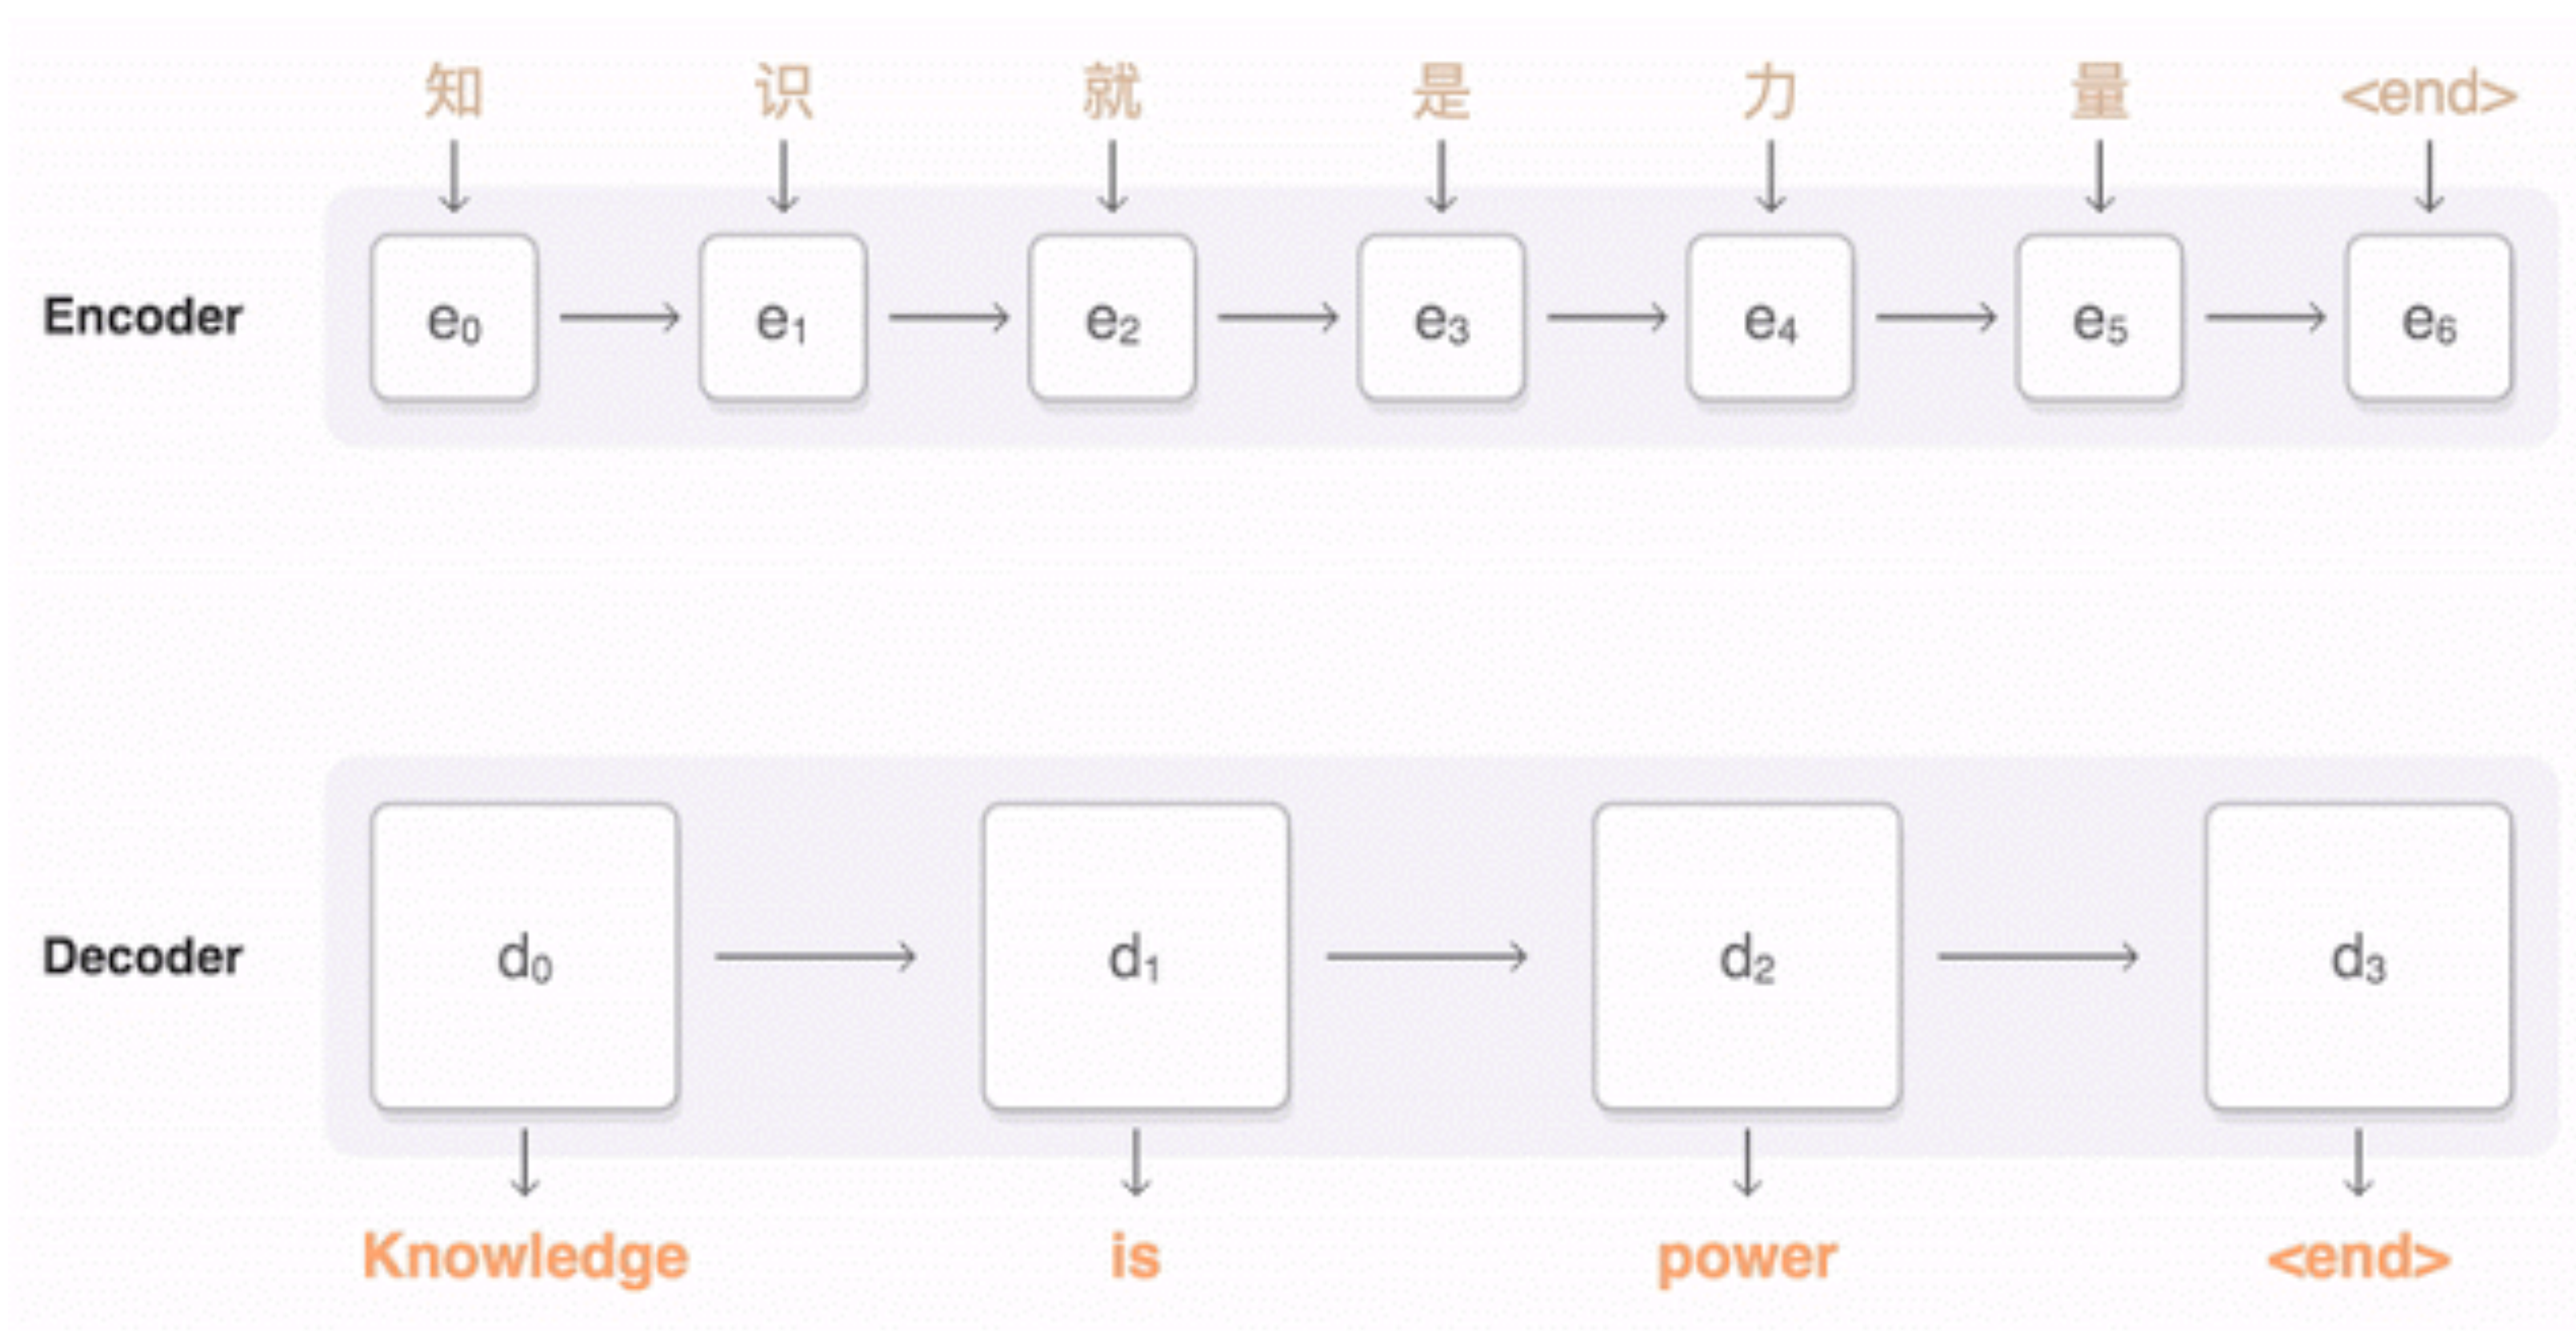 知 识 就 是 力 量 <end>
Encoder e₀ e₁ e₂ e₃ e₄ e₅ e₆
Decoder d₀ d₁ d₂ d₃
Knowledge is power <end>